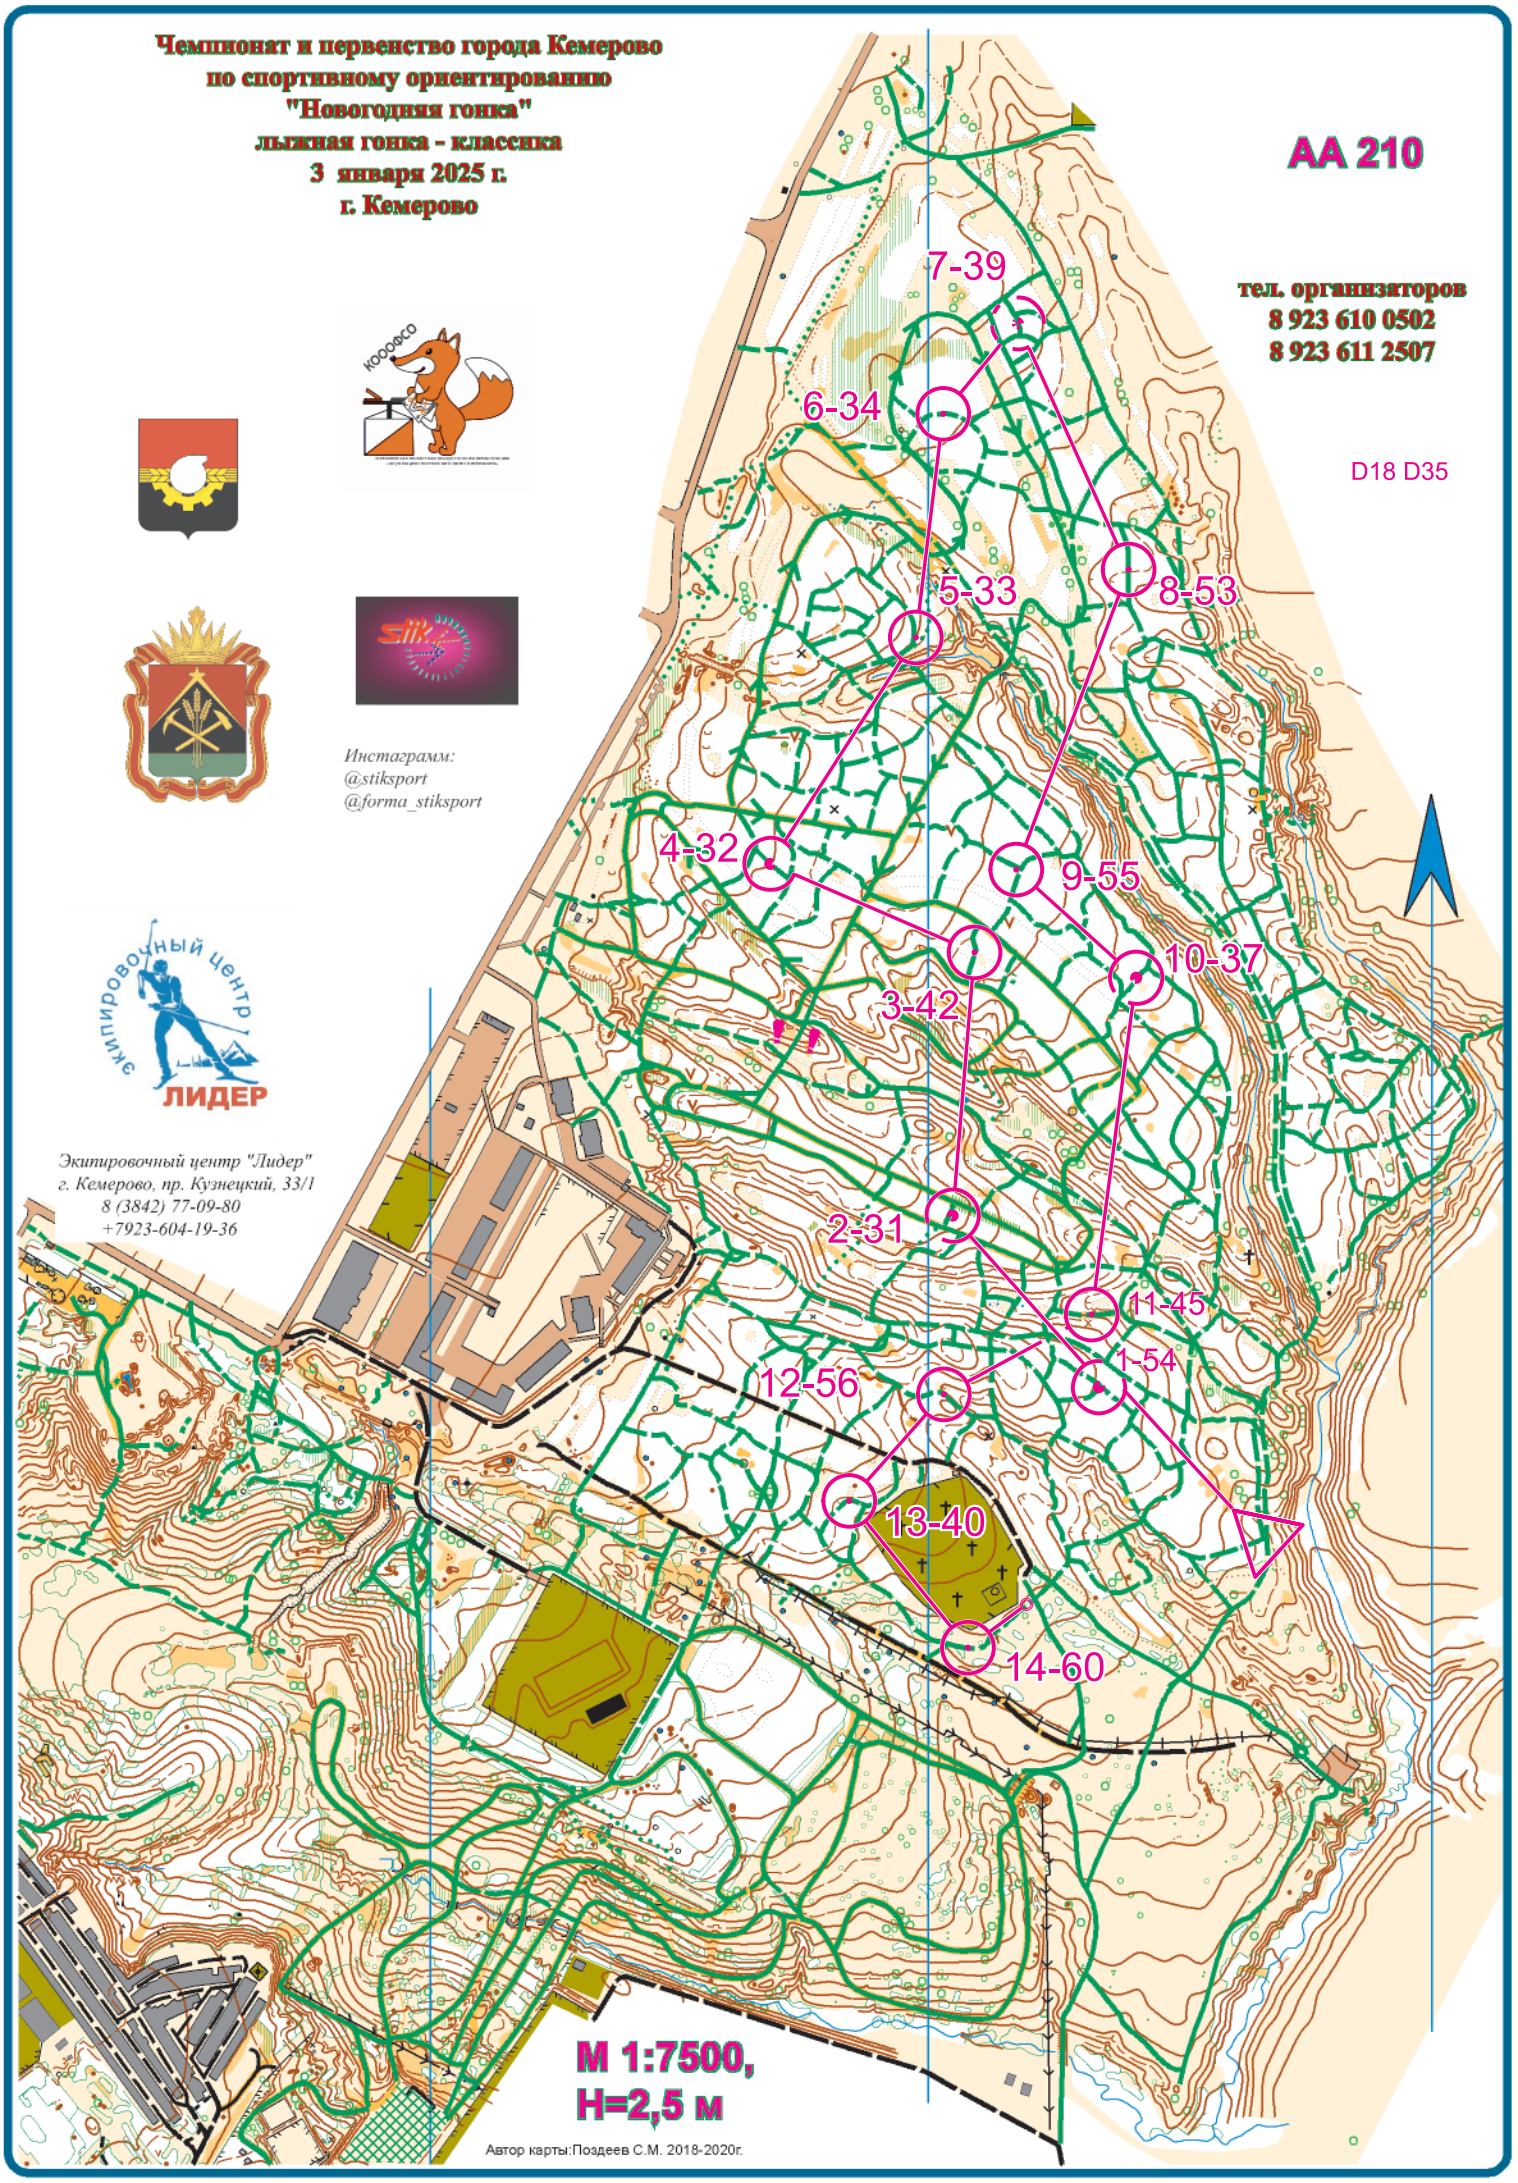 Чемпионат и первенство города Кемерово
по спортивному ориентированию
"Новогодняя гонка"
лыжная гонка - классика
3 января 2025 г.
г. Кемерово
АА 210
тел. организаторов
8 923 610 0502
8 923 611 2507
D18 D35
КОООФСО
stik
Инстаграмм:
@stiksport
@forma_stiksport
экипировочный центр
ЛИДЕР
Экипировочный центр "Лидер"
г. Кемерово, пр. Кузнецкий, 33/1
8 (3842) 77-09-80
+7923-604-19-36
7-39
6-34
5-33
8-53
4-32
9-55
10-37
3-42
2-31
11-45
1-54
12-56
13-40
14-60
М 1:7500,
Н=2,5 м
Автор карты:Поздеев С.М. 2018-2020г.